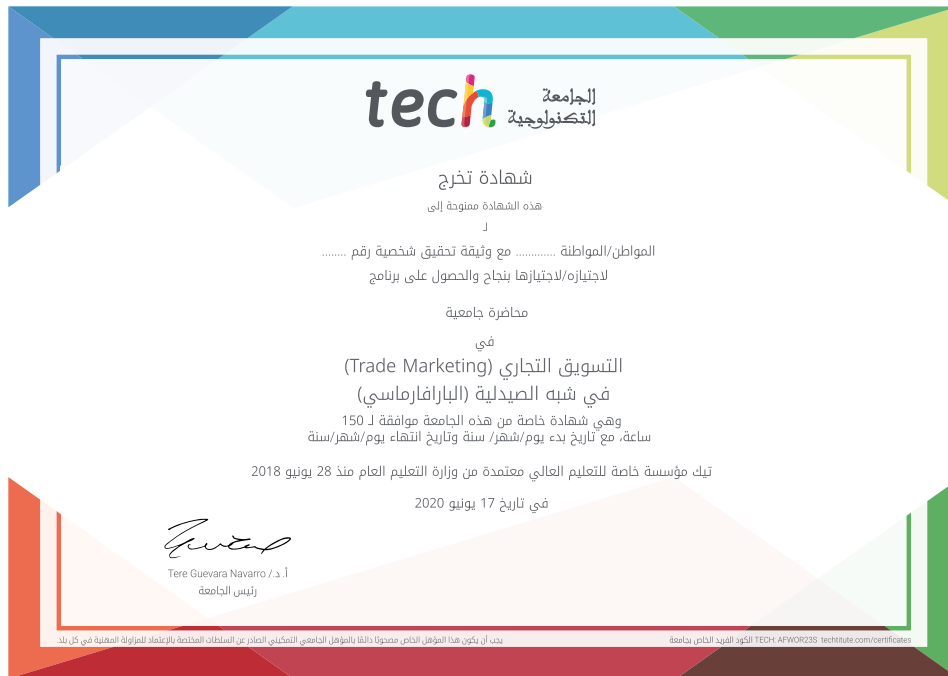 tech الجامعة
التكنولوجية
شهادة تخرج
هذه الشهادة ممنوحة إلى
لـ
المواطن/المواطنة ............ مع وثيقة تحقيق شخصية رقم ........
لاجتيازه/لاجتيازها بنجاح والحصول على برنامج
محاضرة جامعية
في
التسويق التجاري (Trade Marketing)
في شبه الصيدلية (البارافارماسي)
وهي شهادة خاصة من هذه الجامعة موافقة لـ 150
ساعة، مع تاريخ بدء يوم/شهر/ سنة وتاريخ انتهاء يوم/شهر/سنة
تيك مؤسسة خاصة للتعليم العالي معتمدة من وزارة التعليم العام منذ 28 يونيو 2018
في تاريخ 17 يونيو 2020
أ.د./ Tere Guevara Navarro
رئيس الجامعة
يجب أن يكون هذا المؤهل الخاص مصحوبًا دائمًا بالمؤهل الجامعي التمكيني الصادر عن السلطات المختصة بالإعتماد للمزاولة المهنية في كل بلد.
الكود الفريد الخاص بجامعة TECH: AFWOR23S techtitute.com/certificates